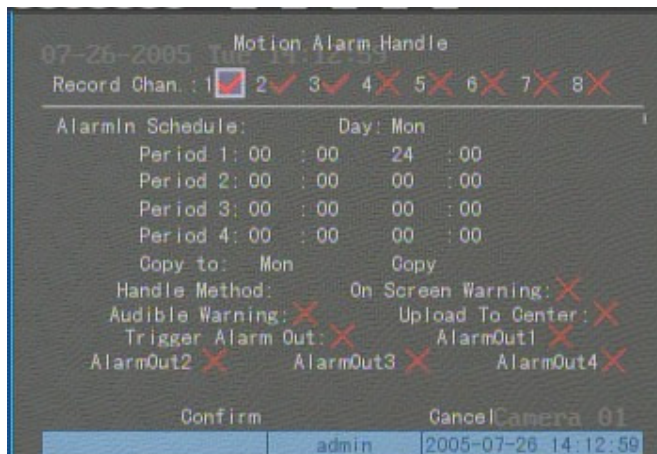 Motion Alarm Handle
07-26-2005 Tue 14:12:59
Record Chan.: 1 2 3 4 5 6 7 8
AlarmIn Schedule: Day: Mon
Period 1: 00 : 00 24 : 00
Period 2: 00 : 00 00 : 00
Period 3: 00 : 00 00 : 00
Period 4: 00 : 00 00 : 00
Copy to: Mon Copy
Handle Method: On Screen Warning:
Audible Warning: Upload To Center:
Trigger Alarm Out: AlarmOut1
AlarmOut2 AlarmOut3 AlarmOut4
Confirm Cancel
Camera 01
admin 2005-07-26 14:12:59